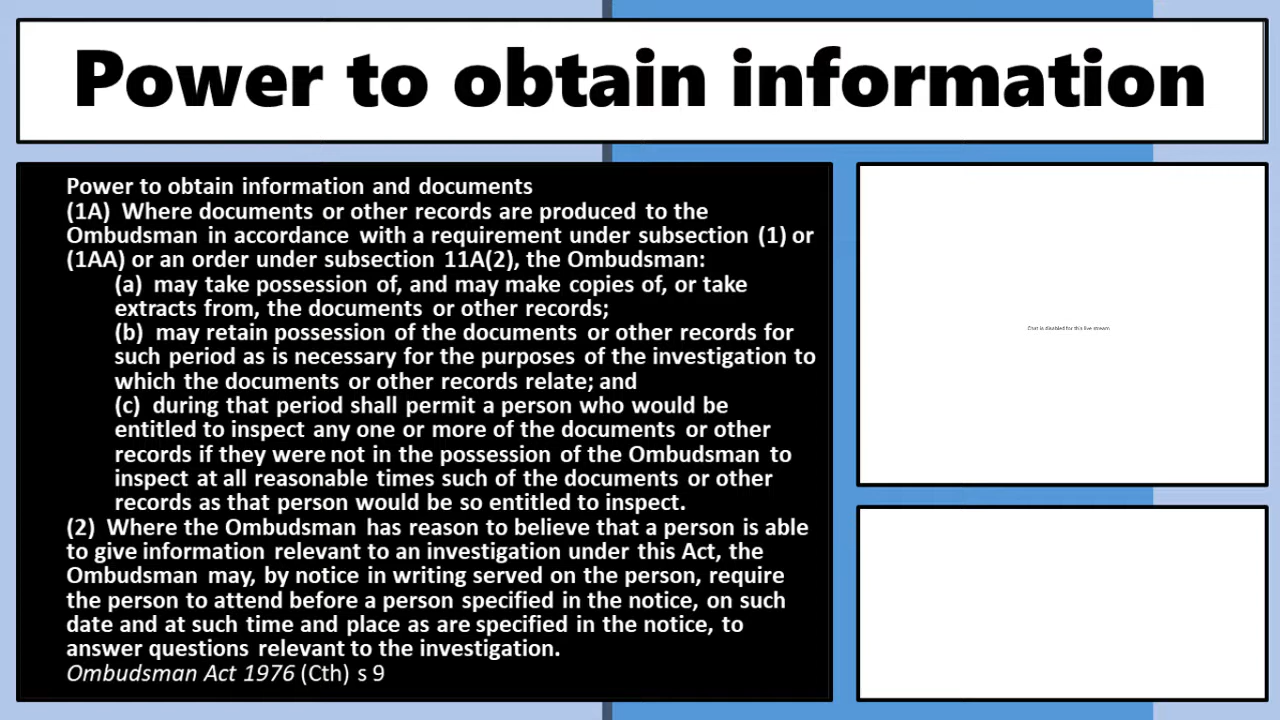 Power to obtain information
Power to obtain information and documents
(1A) Where documents or other records are produced to the
Ombudsman in accordance with a requirement under subsection (1) or
(1AA) or an order under subsection 11A(2), the Ombudsman:
(a) may take possession of, and may make copies of, or take
extracts from, the documents or other records;
(b) may retain possession of the documents or other records for
such period as is necessary for the purposes of the investigation to
which the documents or other records relate; and
(c) during that period shall permit a person who would be
entitled to inspect any one or more of the documents or other
records if they were not in the possession of the Ombudsman to
inspect at all reasonable times such of the documents or other
records as that person would be so entitled to inspect.
(2) Where the Ombudsman has reason to believe that a person is able
to give information relevant to an investigation under this Act, the
Ombudsman may, by notice in writing served on the person, require
the person to attend before a person specified in the notice, on such
date and at such time and place as are specified in the notice, to
answer questions relevant to the investigation.
Ombudsman Act 1976 (Cth) s 9
Chat is disabled for this live stream.